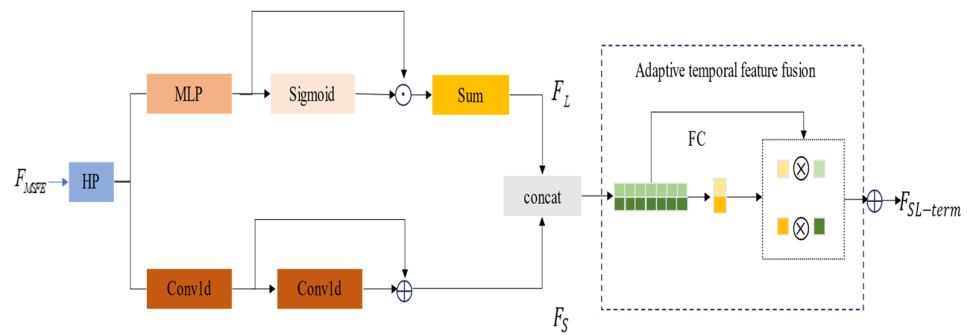 Adaptive temporal feature fusion
MLP
Sigmoid
Sum
F_L
FC
F_MSFE
HP
concat
F_SL-term
Conv1d
Conv1d
F_S